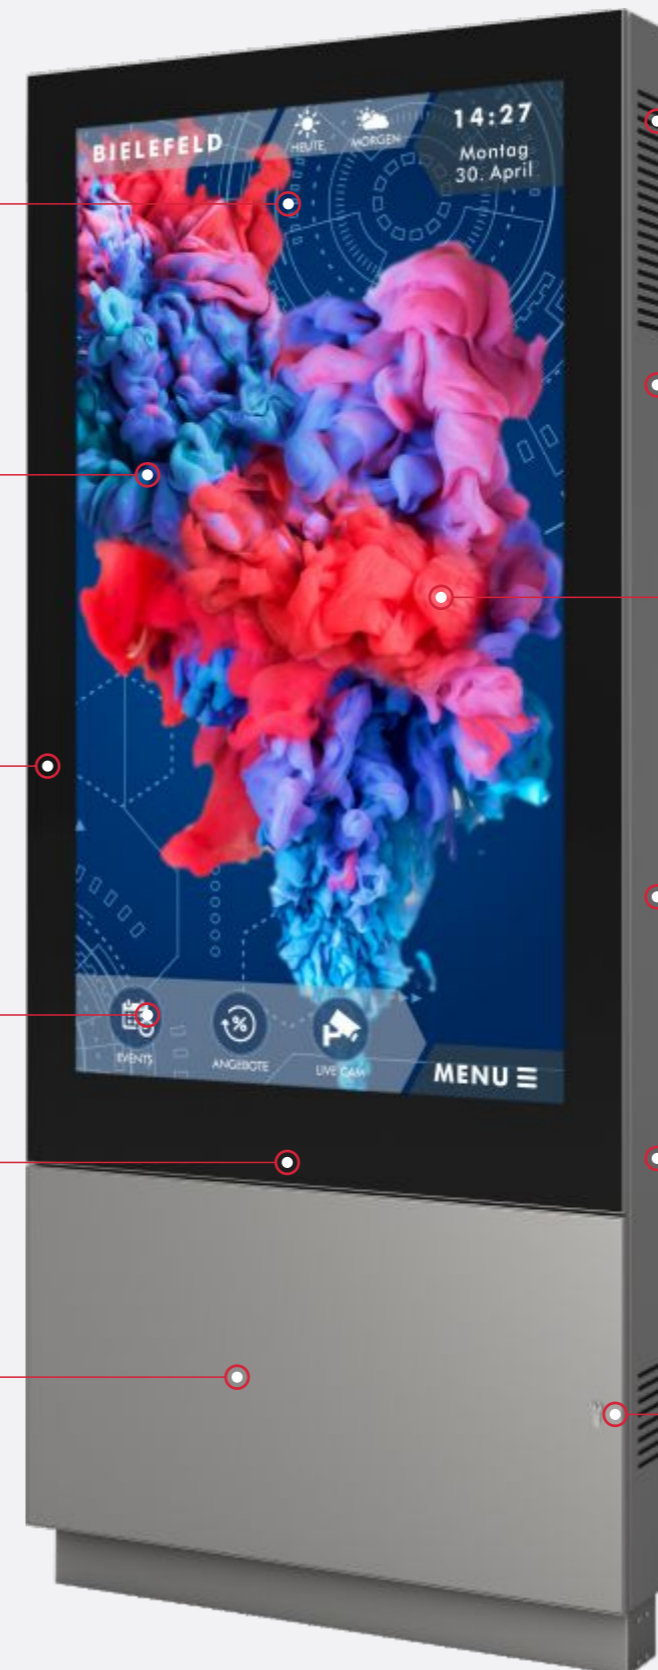 BIELEFELD
HEUTE
MORGEN
14:27
Montag
30. April
EVENTS
ANGEBOTE
LIVE CAM
MENU